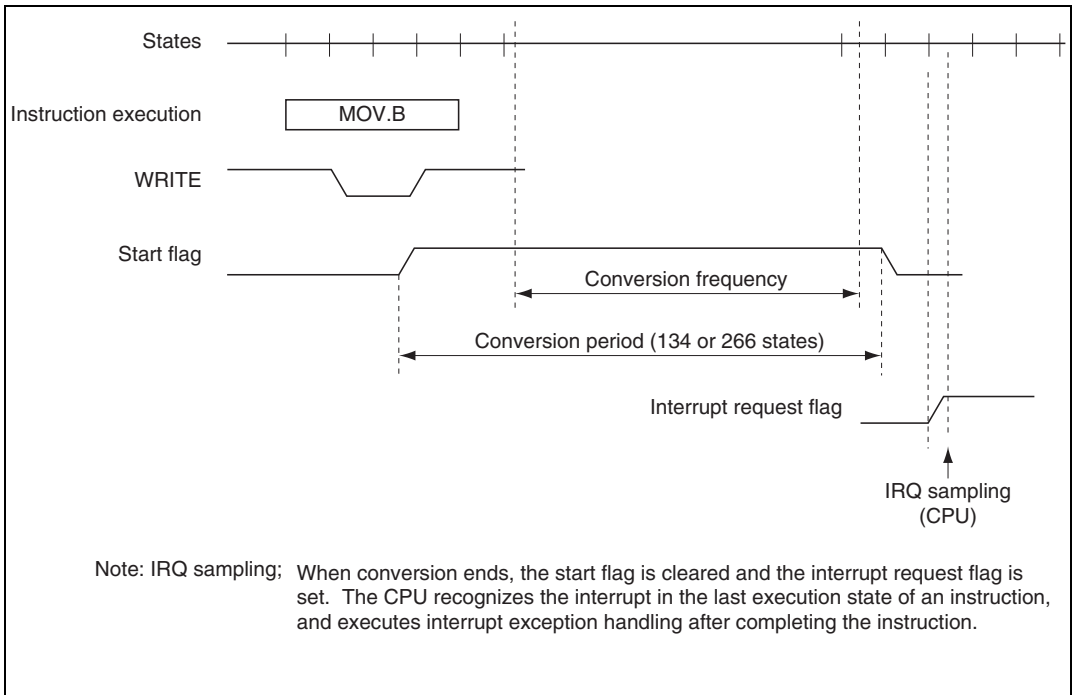 States
Instruction execution
MOV.B
WRITE
Start flag
Conversion frequency
Conversion period (134 or 266 states)
Interrupt request flag
IRQ sampling
(CPU)
Note: IRQ sampling; When conversion ends, the start flag is cleared and the interrupt request flag is
set. The CPU recognizes the interrupt in the last execution state of an instruction,
and executes interrupt exception handling after completing the instruction.